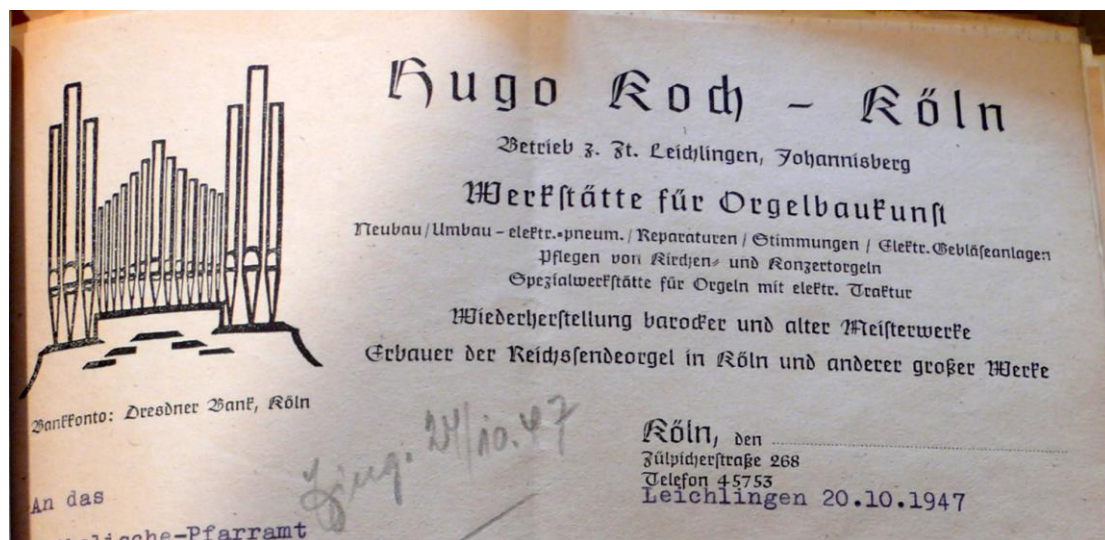 Hugo Koch - Köln
Betrieb z. Zt. Leichlingen, Johannisberg
Werkstätte für Orgelbaukunst
Neubau / Umbau – elektr.-pneum. / Reparaturen / Stimmungen / Elektr. Gebläseanlagen
Pflegen von Kirchen- und Konzertorgeln
Spezialwerkstätte für Orgeln mit elektr. Traktur
Wiederherstellung barocker und alter Meisterwerke
Erbauer der Reichssendeorgel in Köln und anderer großer Werke
Bankkonto: Dresdner Bank, Köln
24/10.47
Köln, den
Zülpicherstraße 268
Telefon 45753
Leichlingen 20.10.1947
An das
-Pfarramt